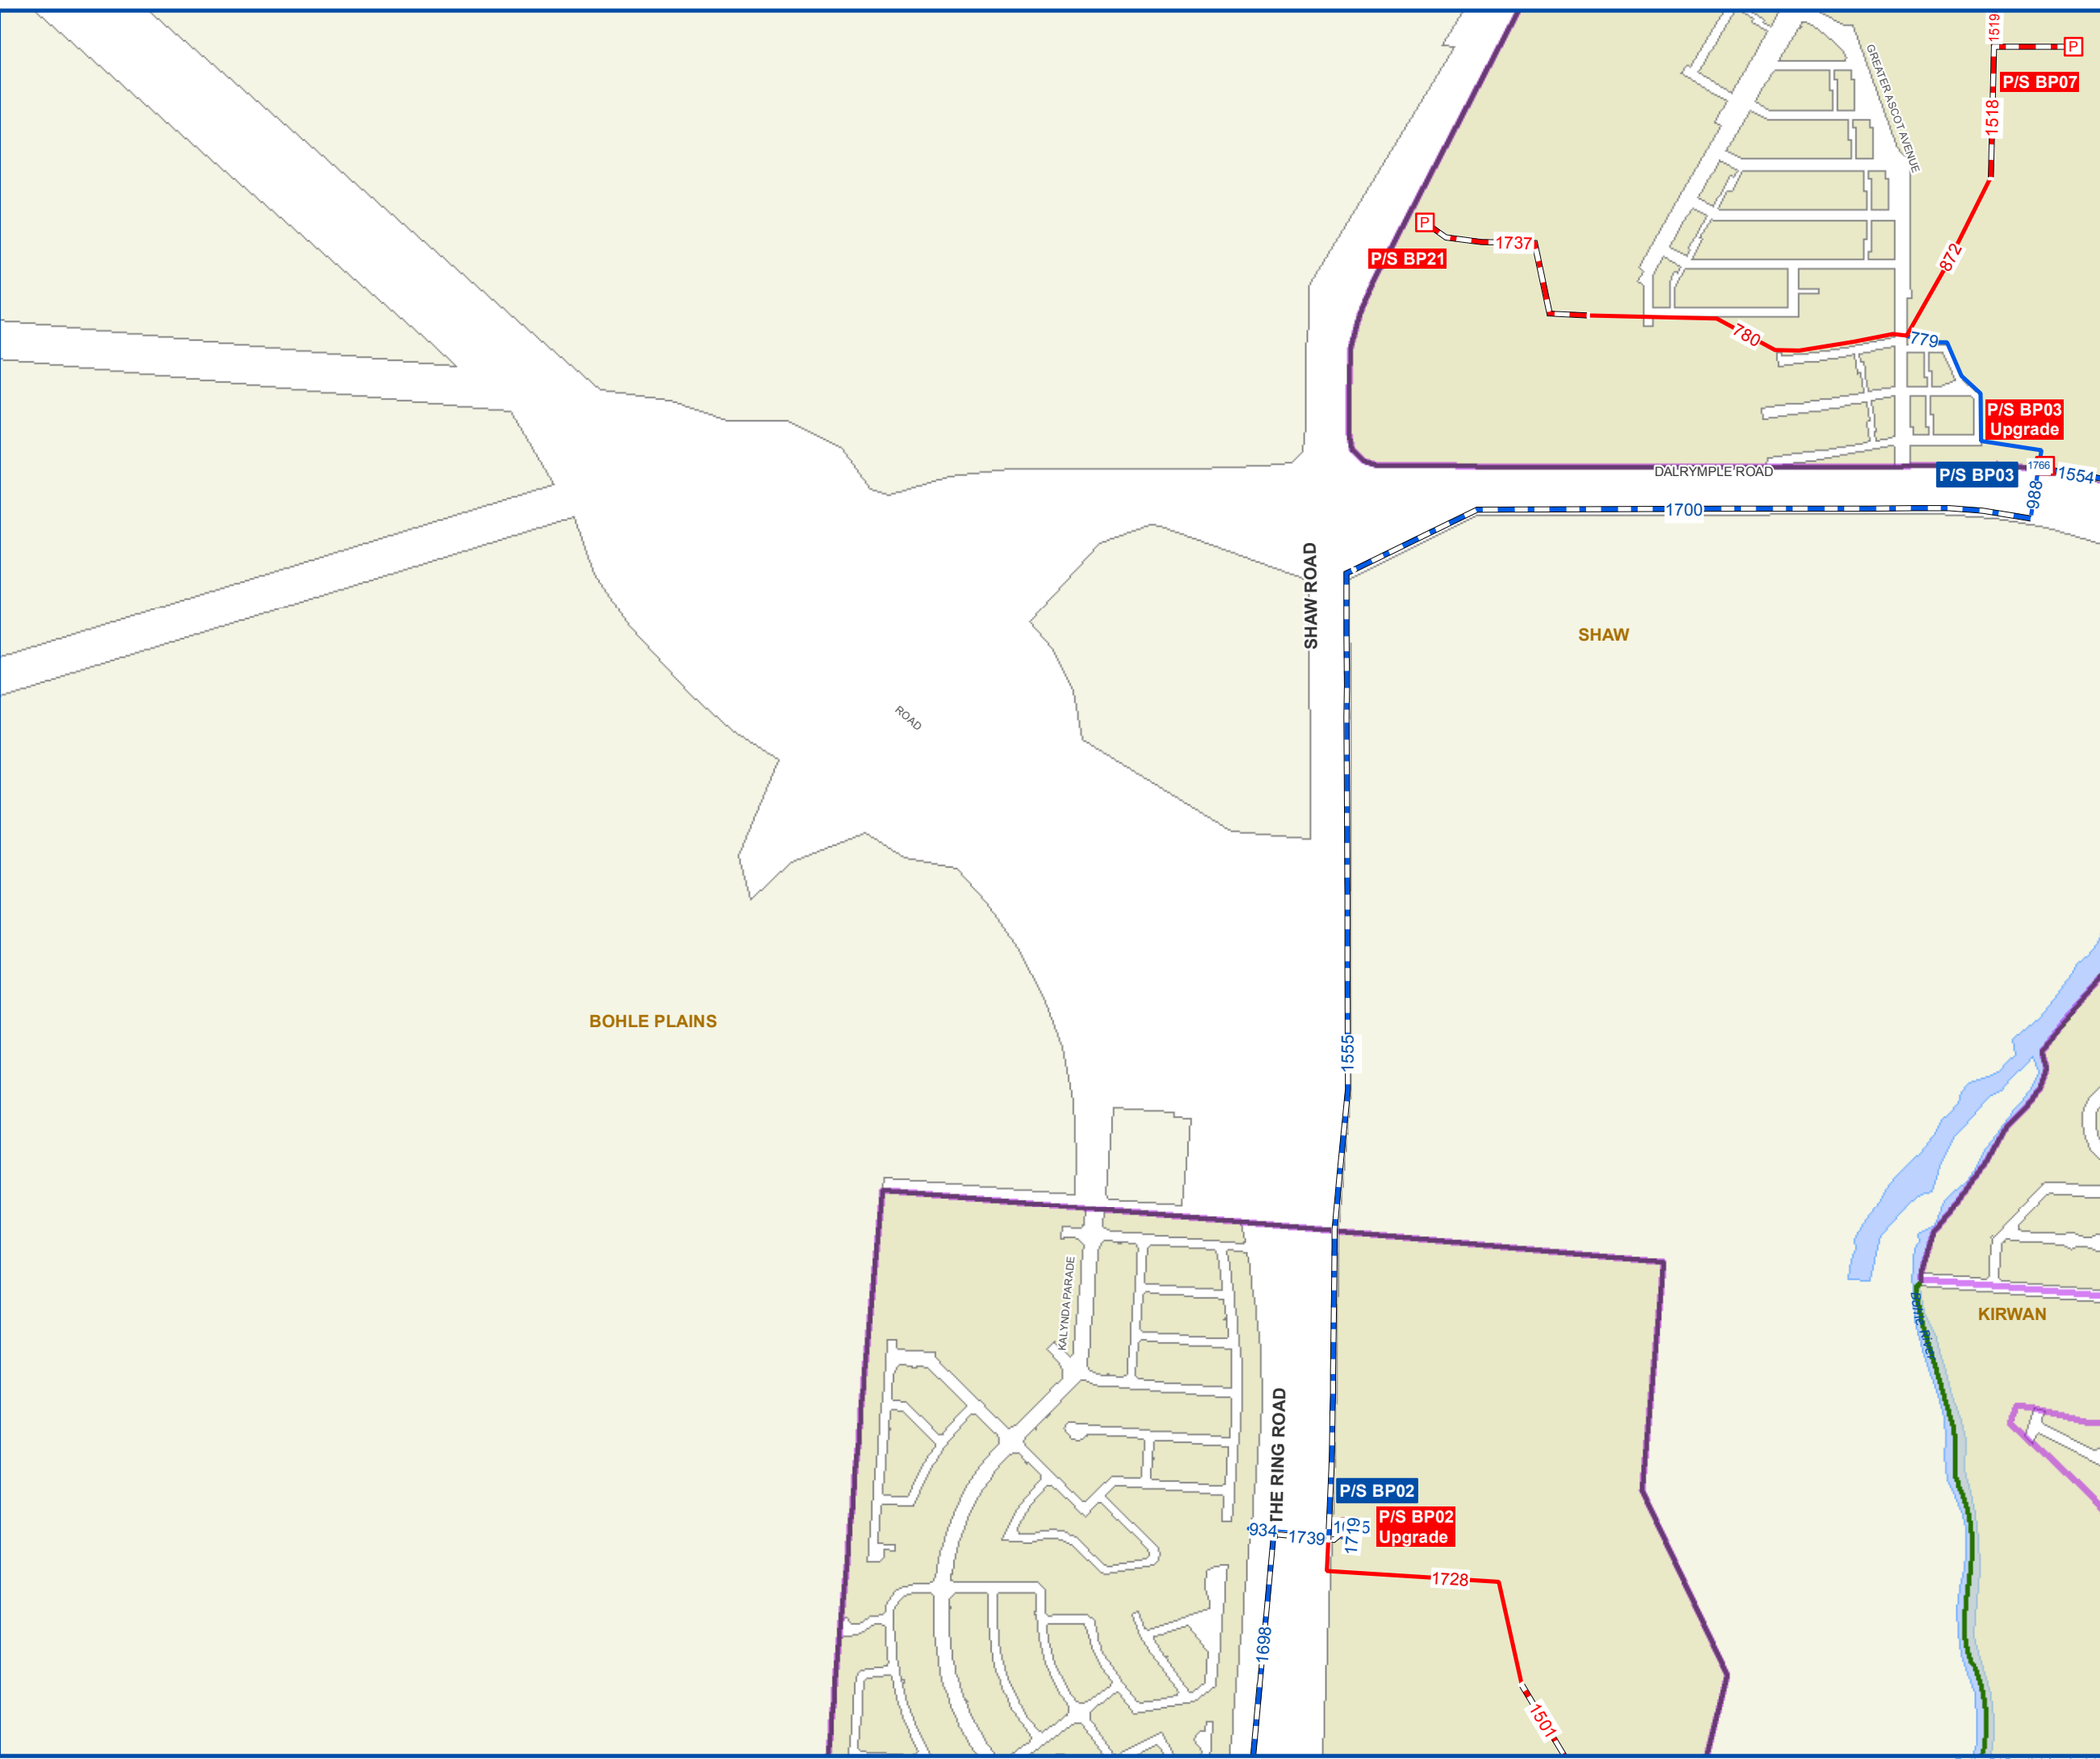 1519
P
P/S BP07
GREATER ASCOT AVENUE
1518
P
1737
P/S BP21
872
780
779
P/S BP03
Upgrade
DALRYMPLE ROAD
P/S BP03
1766
1554
988
1700
SHAW ROAD
SHAW
ROAD
BOHLE PLAINS
1555
KALYNDA PARADE
Bohle River
KIRWAN
THE RING ROAD
P/S BP02
P/S BP02
Upgrade
934
1739
1719
1728
1698
1501